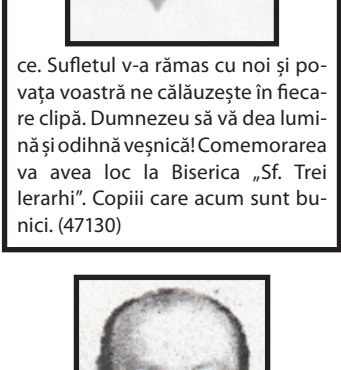 ce. Sufletul v-a rămas cu noi și po-
vața voastră ne călăuzește în fieca-
re clipă. Dumnezeu să vă dea lumi-
nă și odihnă veșnică! Comemorarea
va avea loc la Biserica „Sf. Trei
Ierarhi”. Copiii care acum sunt bu-
nici. (47130)